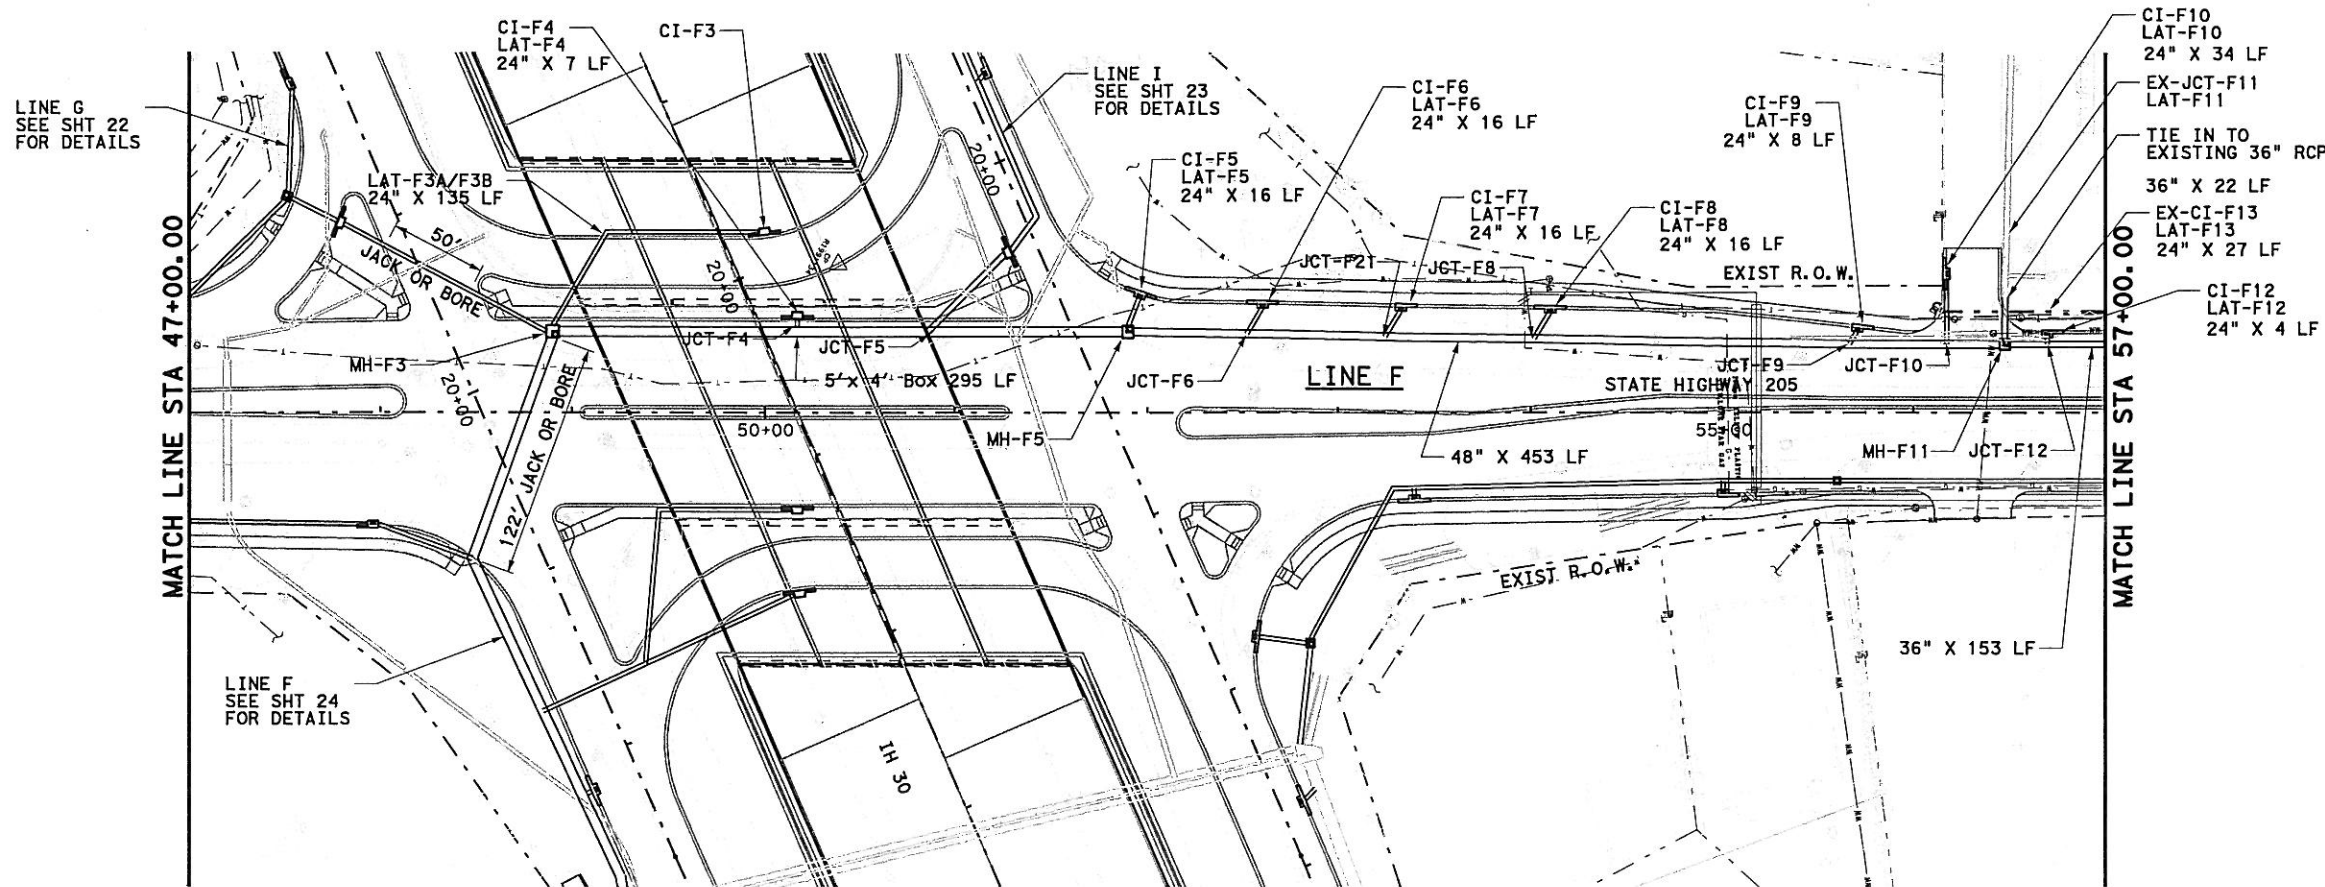 CI-F4
LAT-F4
24" X 7 LF
CI-F3
LINE G
SEE SHT 22
FOR DETAILS
LINE I
SEE SHT 23
FOR DETAILS
CI-F6
LAT-F6
24" X 16 LF
CI-F9
LAT-F9
24" X 8 LF
CI-F10
LAT-F10
24" X 34 LF
EX-JCT-F11
LAT-F11
TIE IN TO
EXISTING 36" RCP
36" X 22 LF
EX-CI-F13
LAT-F13
24" X 27 LF
CI-F12
LAT-F12
24" X 4 LF
LAT-F3A/F3B
24" X 135 LF
CI-F5
LAT-F5
24" X 16 LF
CI-F7
LAT-F7
24" X 16 LF
CI-F8
LAT-F8
24" X 16 LF
20+00
50'
JACK OR BORE
20+00
JCT-F21
JCT-F8
EXIST R.O.W.
MATCH LINE STA 47+00.00
MATCH LINE STA 57+00.00
MH-F3
JCT-F4
JCT-F5
20+00
122' JACK OR BORE
5' x 4' Box 295 LF
JCT-F6
LINE F
JCT-F9
JCT-F10
STATE HIGHWAY 205
50+00
MH-F5
48" X 453 LF
55+00
MH-F11
JCT-F12
EXIST R.O.W.
36" X 153 LF
LINE F
SEE SHT 24
FOR DETAILS
IH 30